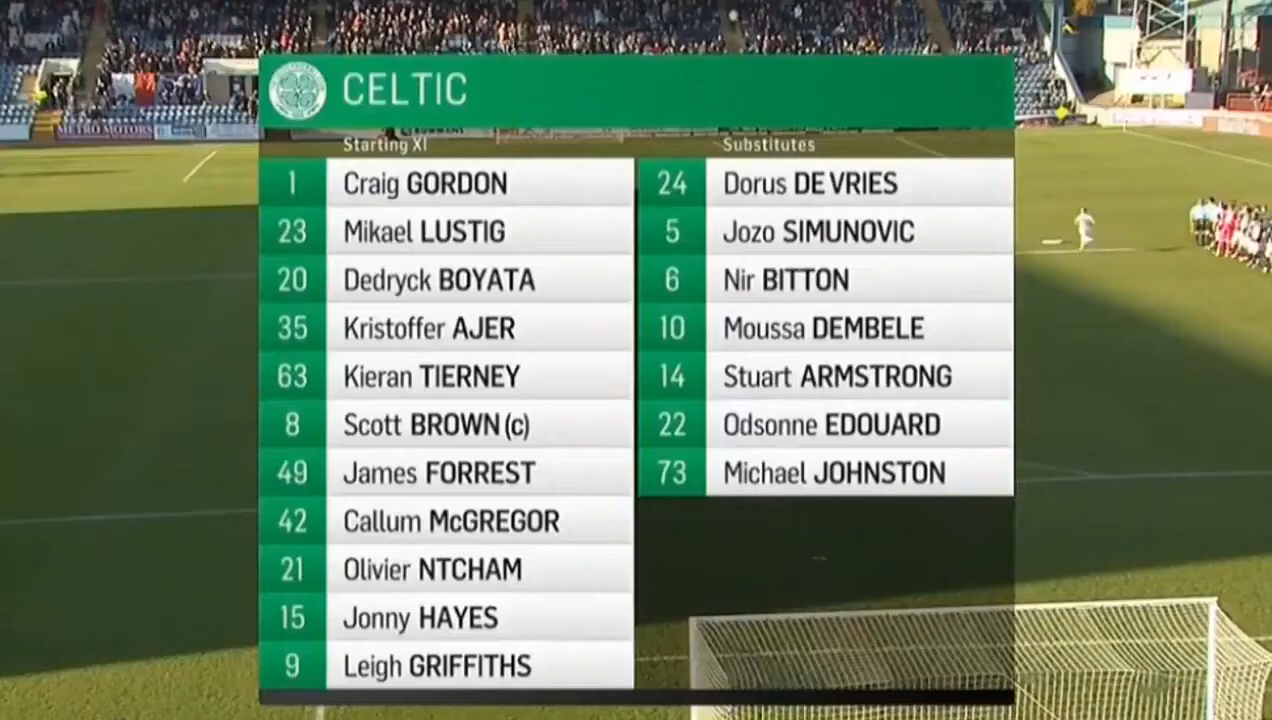 CELTIC
Starting XI
1 Craig GORDON
23 Mikael LUSTIG
20 Dedryck BOYATA
35 Kristoffer AJER
63 Kieran TIERNEY
8 Scott BROWN (c)
49 James FORREST
42 Callum McGREGOR
21 Olivier NTCHAM
15 Jonny HAYES
9 Leigh GRIFFITHS
Substitutes
24 Dorus DE VRIES
5 Jozo SIMUNOVIC
6 Nir BITTON
10 Moussa DEMBELE
14 Stuart ARMSTRONG
22 Odsonne EDOUARD
73 Michael JOHNSTON
METRO MOTORS